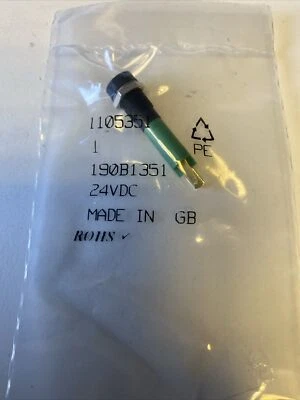 1105351
1
PE
190B1351
24VDC
MADE IN GB
ROHS ✓